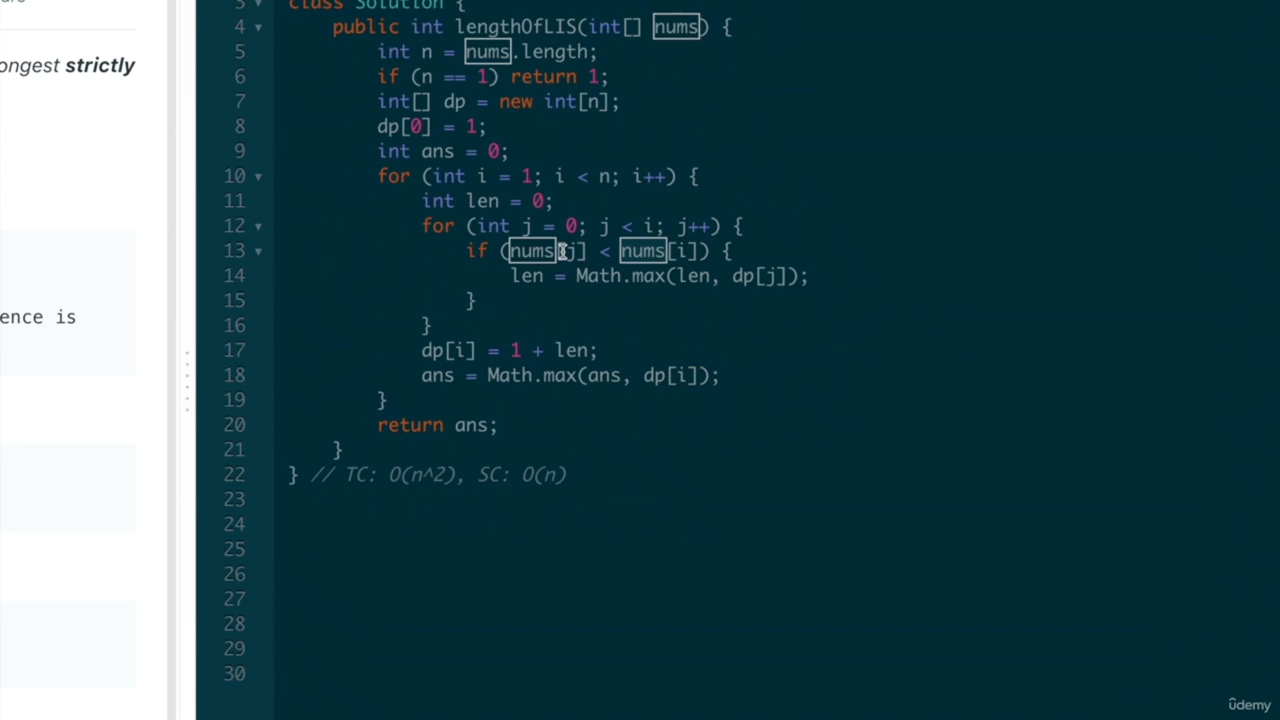 ongest strictly
ence is
3 class Solution {
4 public int lengthOfLIS(int[] nums) {
5 int n = nums.length;
6 if (n == 1) return 1;
7 int[] dp = new int[n];
8 dp[0] = 1;
9 int ans = 0;
10 for (int i = 1; i < n; i++) {
11 int len = 0;
12 for (int j = 0; j < i; j++) {
13 if (nums[j] < nums[i]) {
14 len = Math.max(len, dp[j]);
15 }
16 }
17 dp[i] = 1 + len;
18 ans = Math.max(ans, dp[i]);
19 }
20 return ans;
21 }
22 } // TC: O(n^2), SC: O(n)
23
24
25
26
27
28
29
30
ûdemy